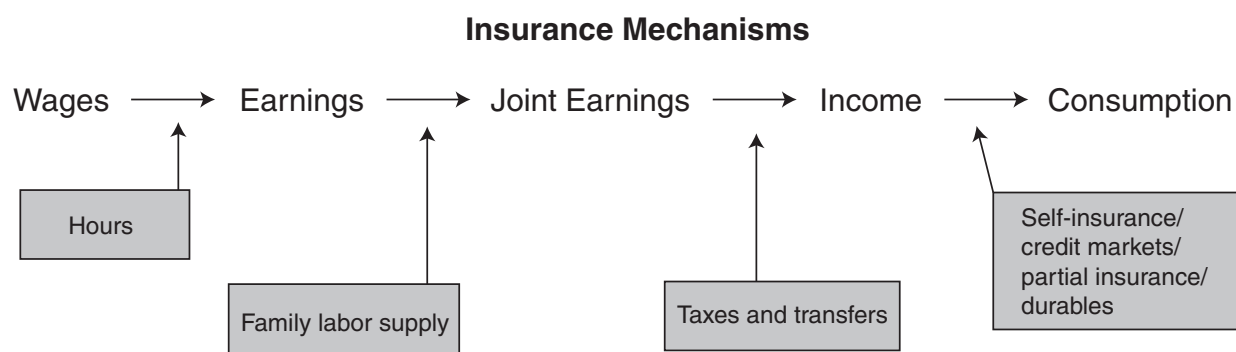 Insurance Mechanisms
Wages Earnings Joint Earnings Income Consumption
Hours
Family labor supply
Taxes and transfers
Self-insurance/
credit markets/
partial insurance/
durables